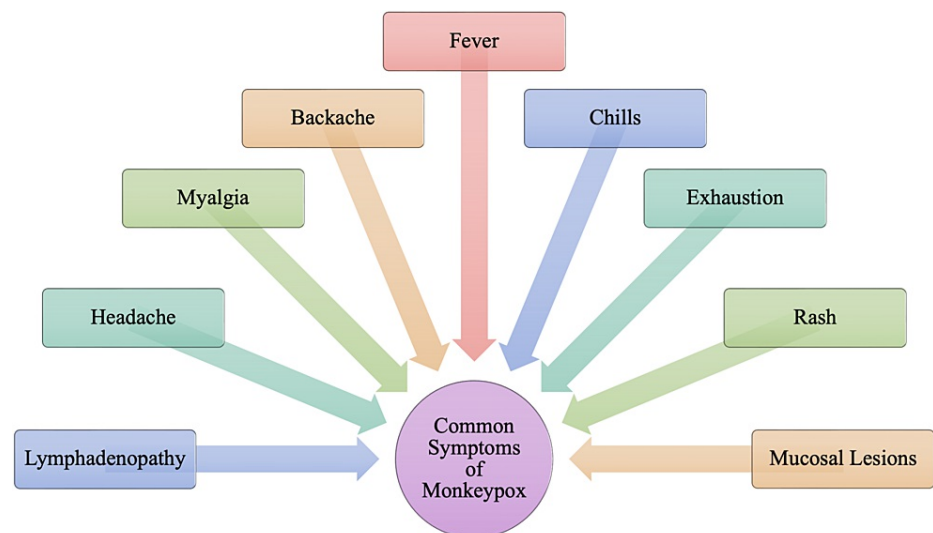 Fever
Backache
Chills
Myalgia
Exhaustion
Headache
Rash
Lymphadenopathy
Common
Symptoms
of
Monkeypox
Mucosal Lesions